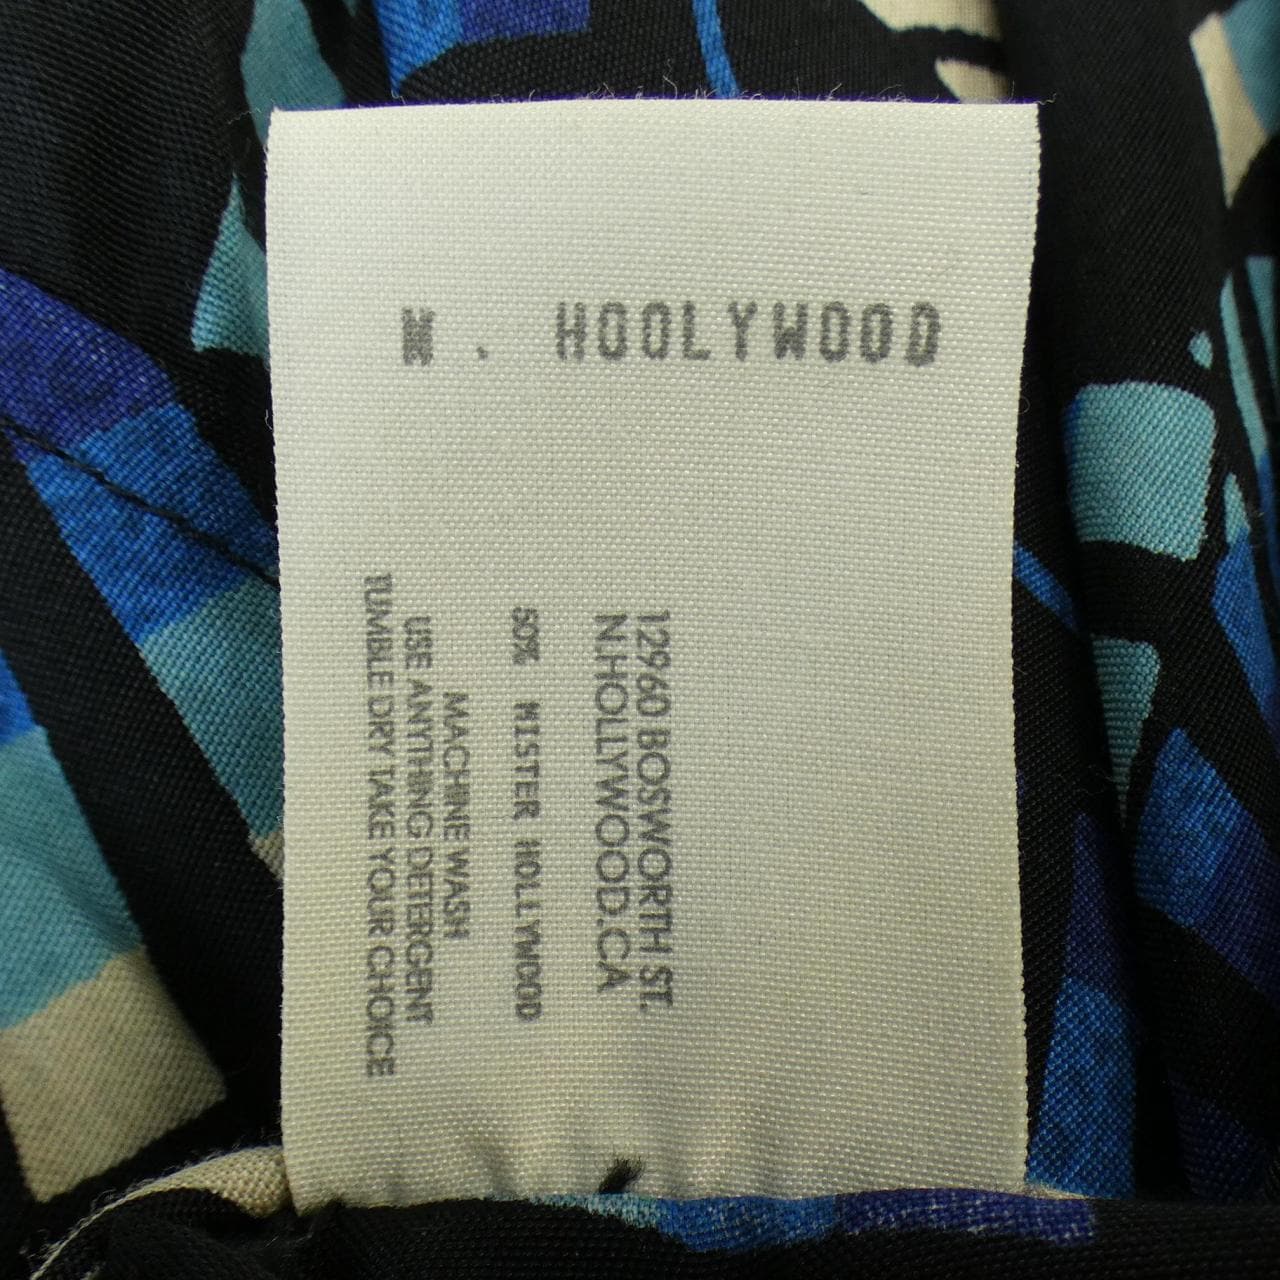 N . HOOLYWOOD
12960 BOSWORTH ST.
N.HOLLYWOOD.CA
50% MISTER HOLLYWOOD
MACHINE WASH
USE ANYTHING DETERGENT
TUMBLE DRY TAKE YOUR CHOICE